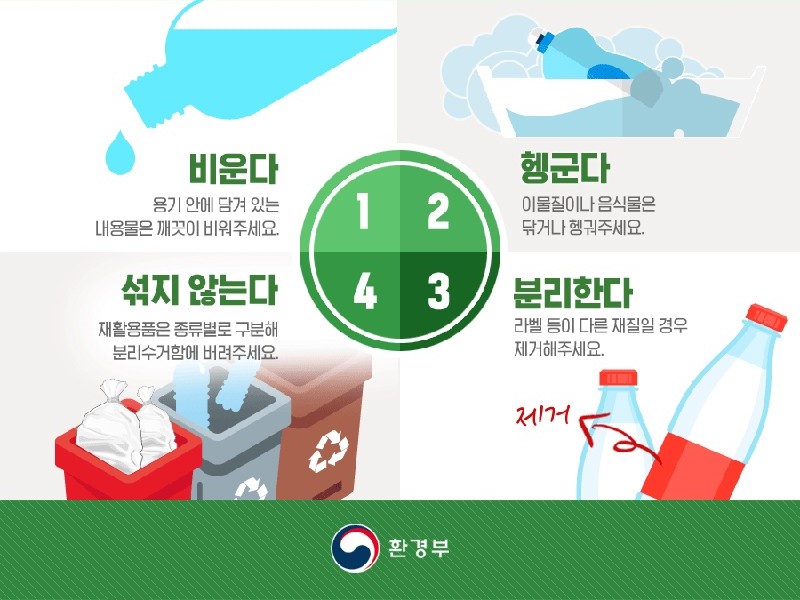 비운다
용기 안에 담겨 있는
내용물은 깨끗이 비워주세요.
1
2
헹군다
이물질이나 음식물은
닦거나 헹궈주세요.
섞지 않는다
재활용품은 종류별로 구분해
분리수거함에 버려주세요.
4
3
분리한다
라벨 등이 다른 재질일 경우
제거해주세요.
제거
환경부